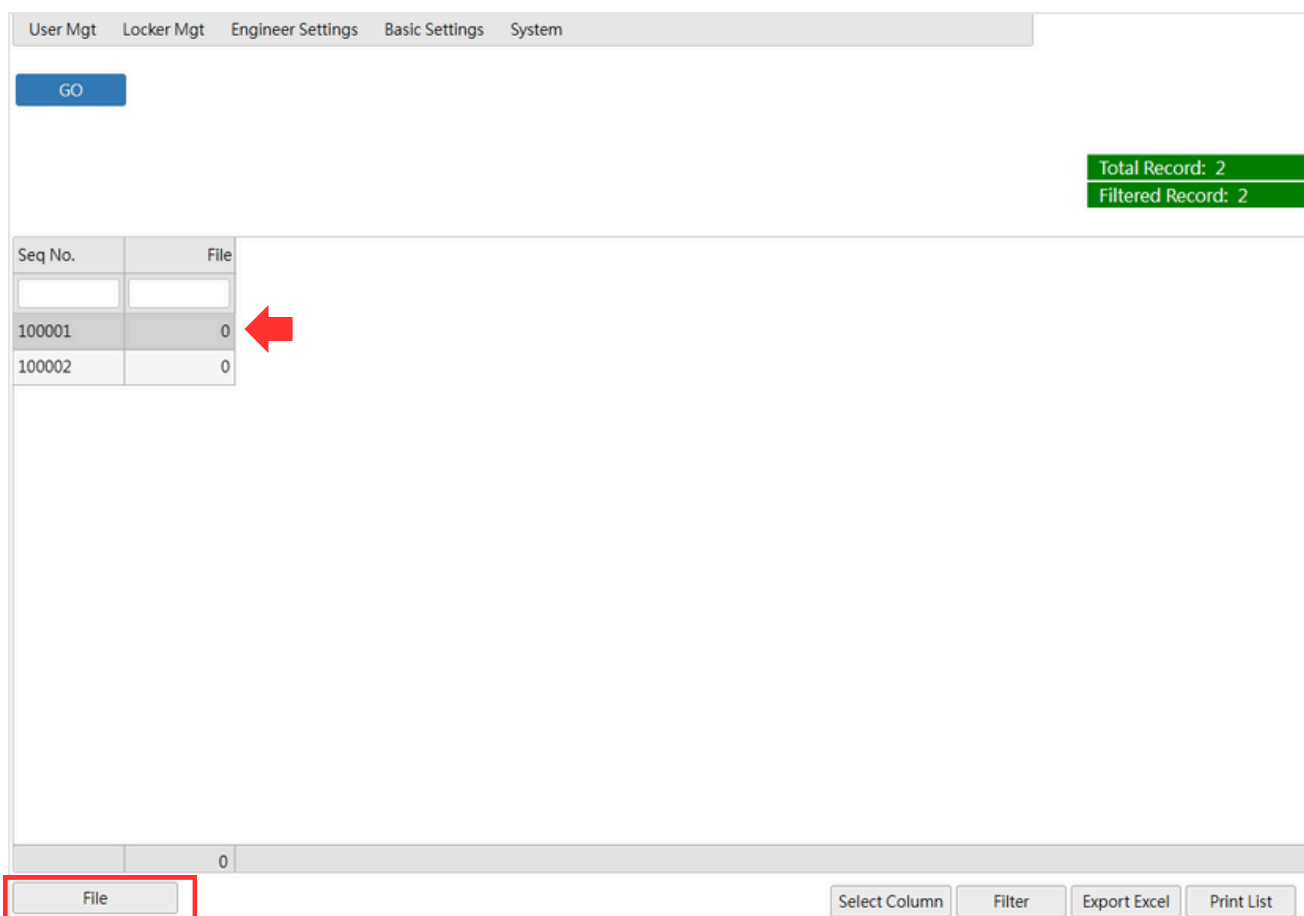 User Mgt Locker Mgt Engineer Settings Basic Settings System
GO
Total Record: 2
Filtered Record: 2
Seq No. File
100001 0
100002 0
0
File Select Column Filter Export Excel Print List